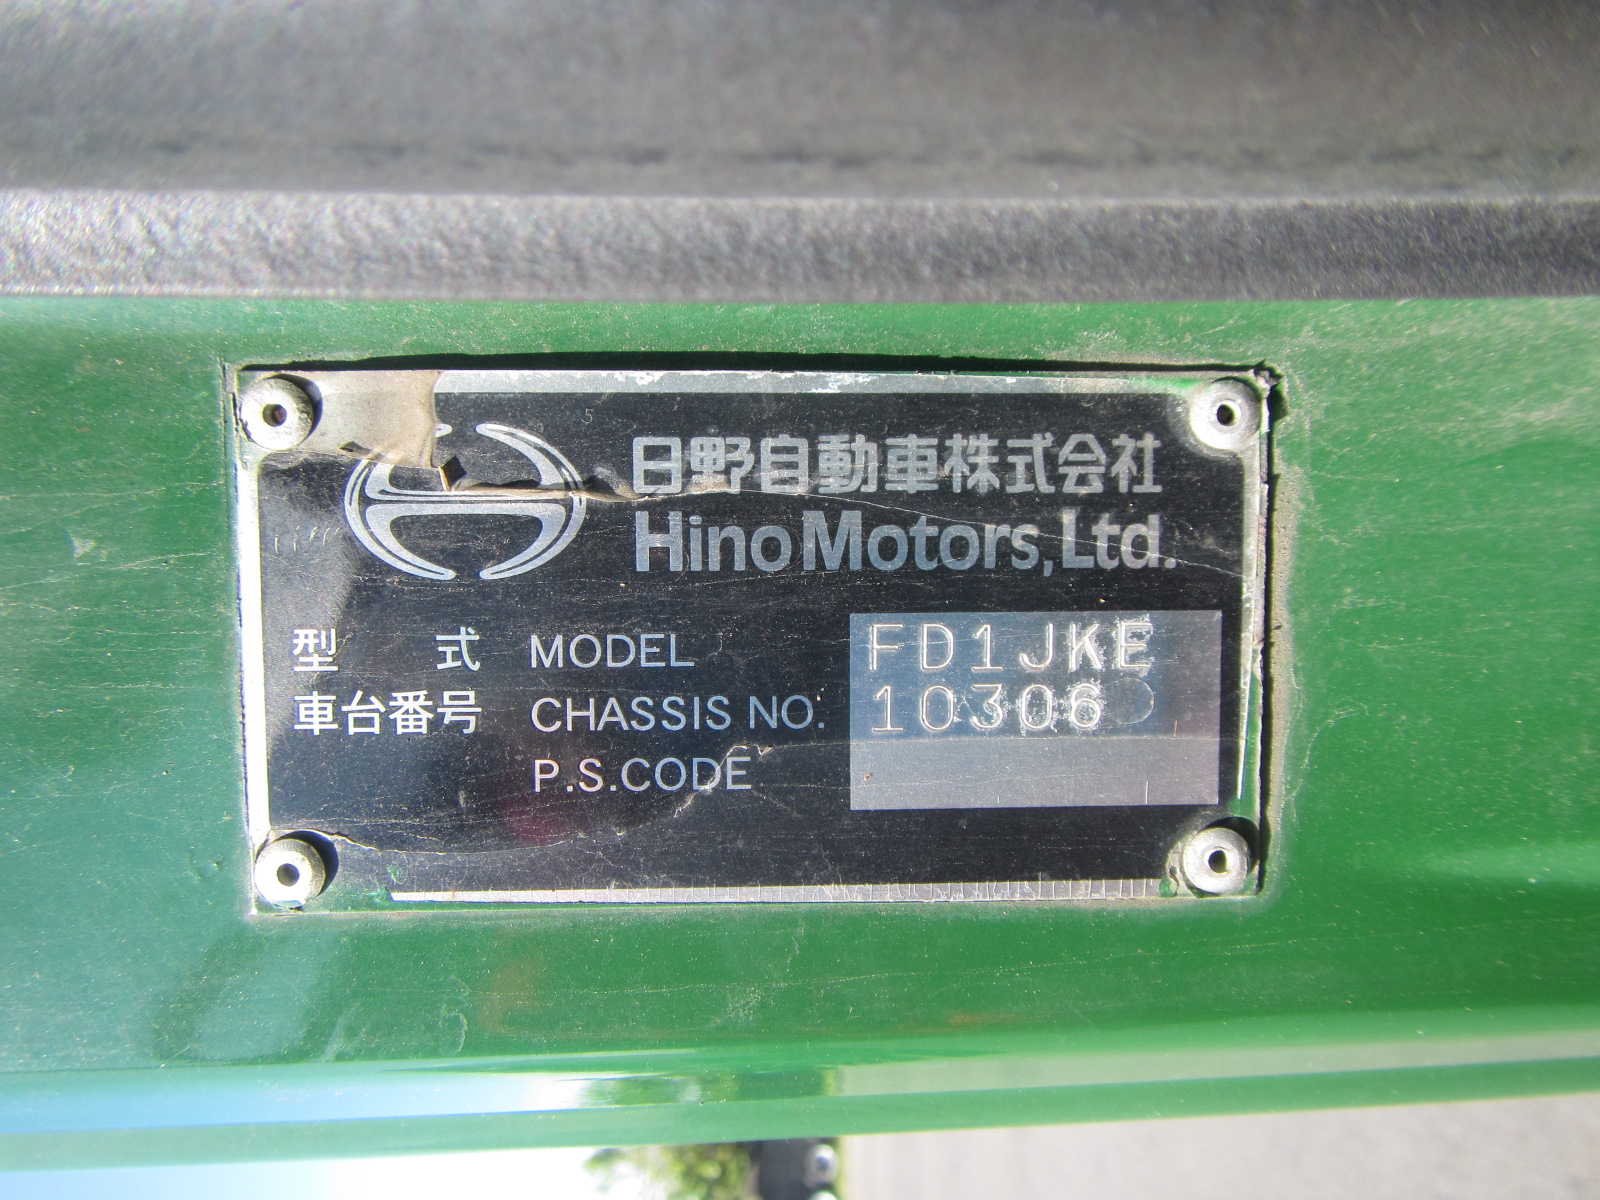 日野自動車株式会社
Hino Motors, Ltd.
型 式 MODEL FD1JKE
車台番号 CHASSIS NO. 10306
P.S.CODE